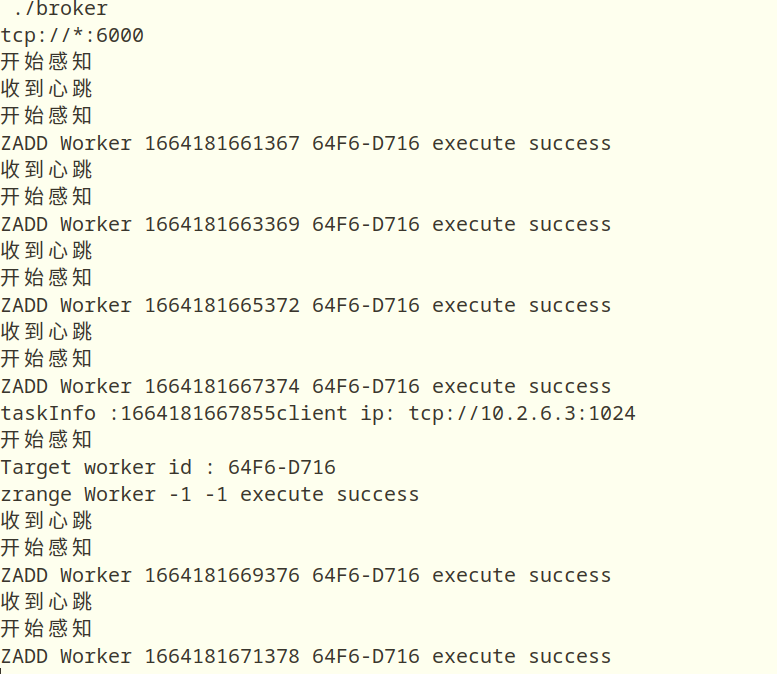 ./broker
tcp://*:6000
开始感知
收到心跳
开始感知
ZADD Worker 1664181661367 64F6-D716 execute success
收到心跳
开始感知
ZADD Worker 1664181663369 64F6-D716 execute success
收到心跳
开始感知
ZADD Worker 1664181665372 64F6-D716 execute success
收到心跳
开始感知
ZADD Worker 1664181667374 64F6-D716 execute success
taskInfo :1664181667855client ip: tcp://10.2.6.3:1024
开始感知
Target worker id : 64F6-D716
zrange Worker -1 -1 execute success
收到心跳
开始感知
ZADD Worker 1664181669376 64F6-D716 execute success
收到心跳
开始感知
ZADD Worker 1664181671378 64F6-D716 execute success